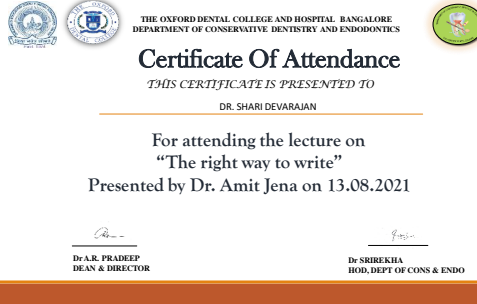 THE OXFORD DENTAL COLLEGE AND HOSPITAL BANGALORE
DEPARTMENT OF CONSERVATIVE DENTISTRY AND ENDODONTICS
Certificate Of Attendance
THIS CERTIFICATE IS PRESENTED TO
DR. SHARI DEVARAJAN
For attending the lecture on
“The right way to write”
Presented by Dr. Amit Jena on 13.08.2021
Dr A.R. PRADEEP
DEAN & DIRECTOR
Dr SRIREKHA
HOD, DEPT OF CONS & ENDO